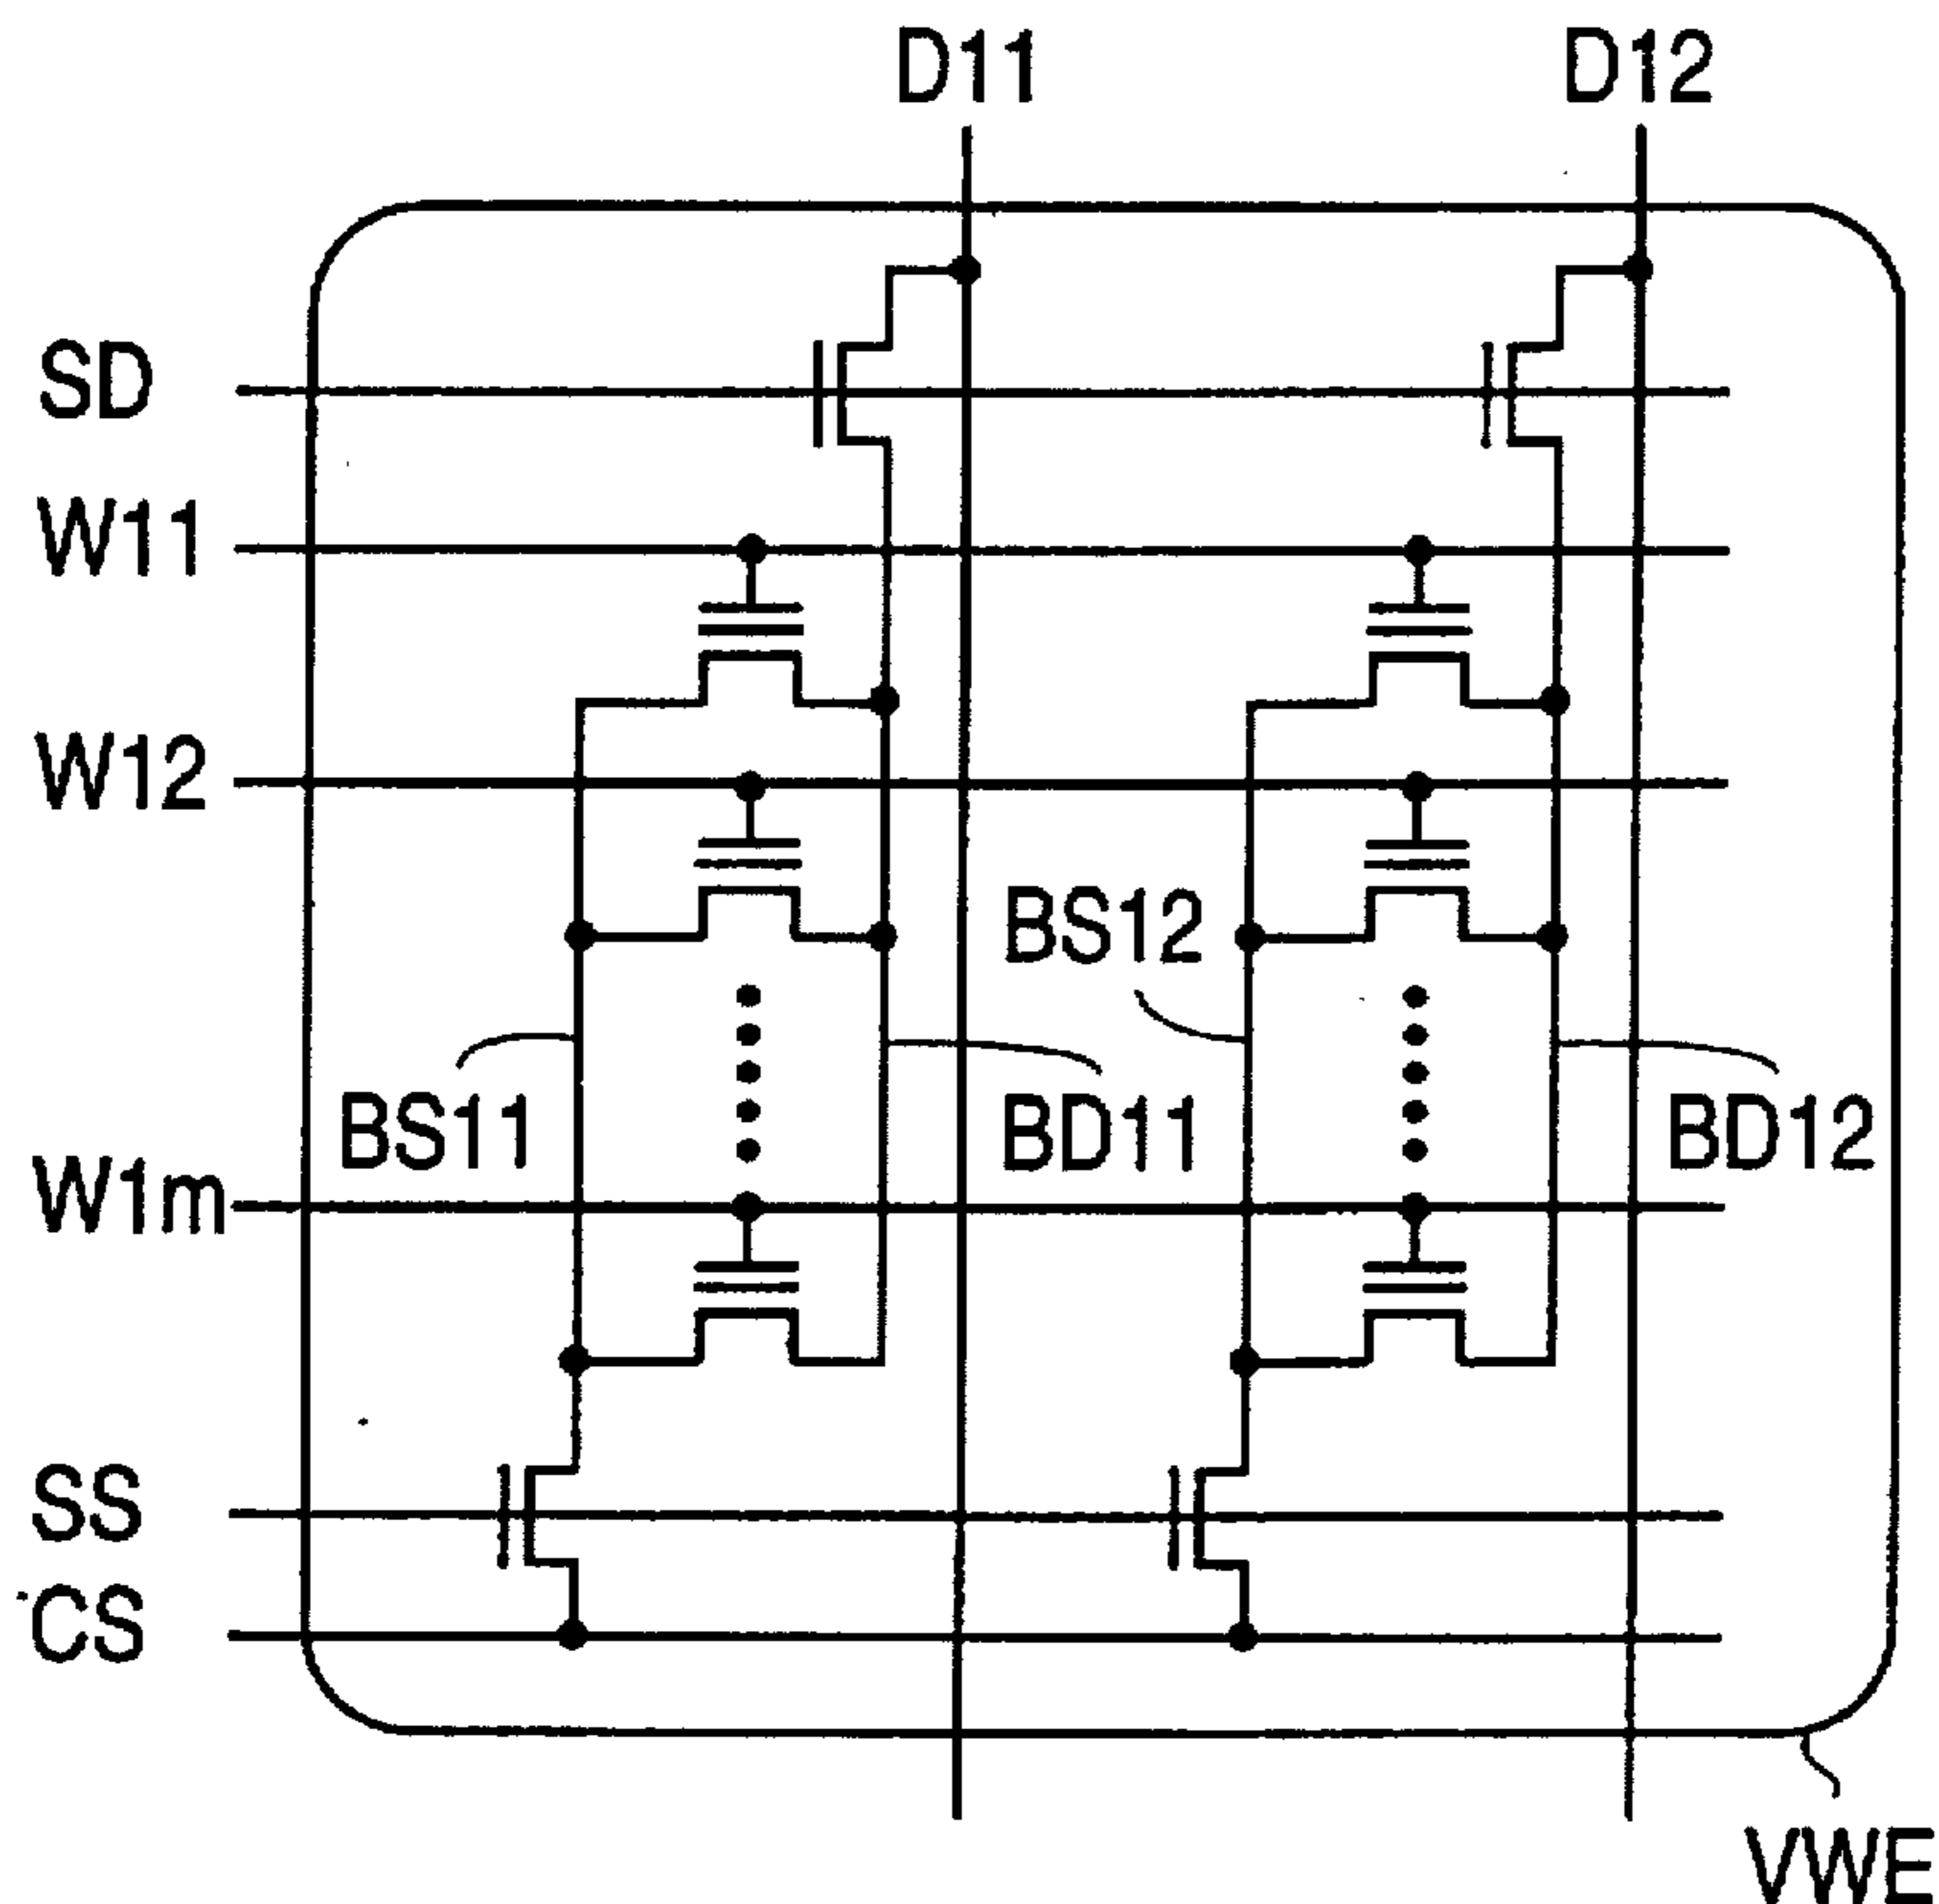 D11 D12
SD
W11
W12
BS12
BS11 BD11 BD12
W1m
SS
CS
VWE